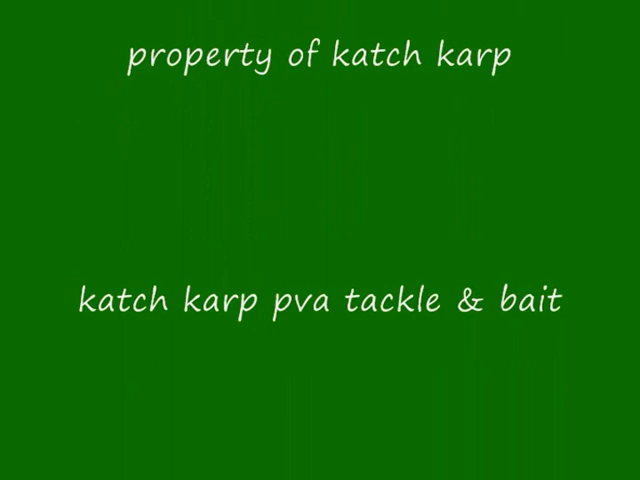 property of katch karp
katch karp pva tackle & bait